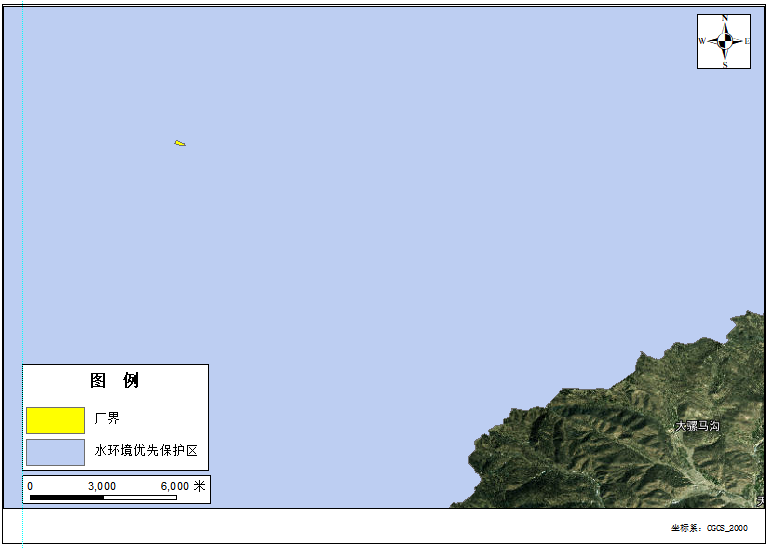 N
W E
S
图 例
厂界
水环境优先保护区
0 3,000 6,000 米
大骡马沟
坐标系：CGCS_2000